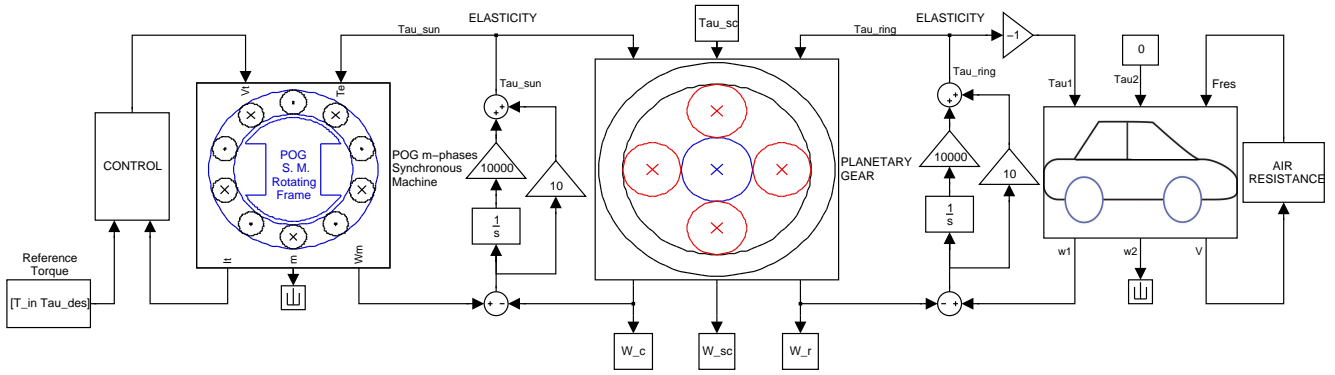 ELASTICITY
Tau_sun
Tau_sc
Tau_ring
ELASTICITY
−1
0
Vt
Te
Tau_sun
Tau_ring
Tau1
Tau2
Fres
CONTROL
POG
S. M.
Rotating
Frame
POG m−phases
Synchronous
Machine
10000
10
1
s
PLANETARY
GEAR
10000
10
1
s
AIR
RESISTANCE
Reference
Torque
[T_in Tau_des]
It
m
Wm
w1
w2
V
+
+
+
−
+
+
−
+
W_c
W_sc
W_r